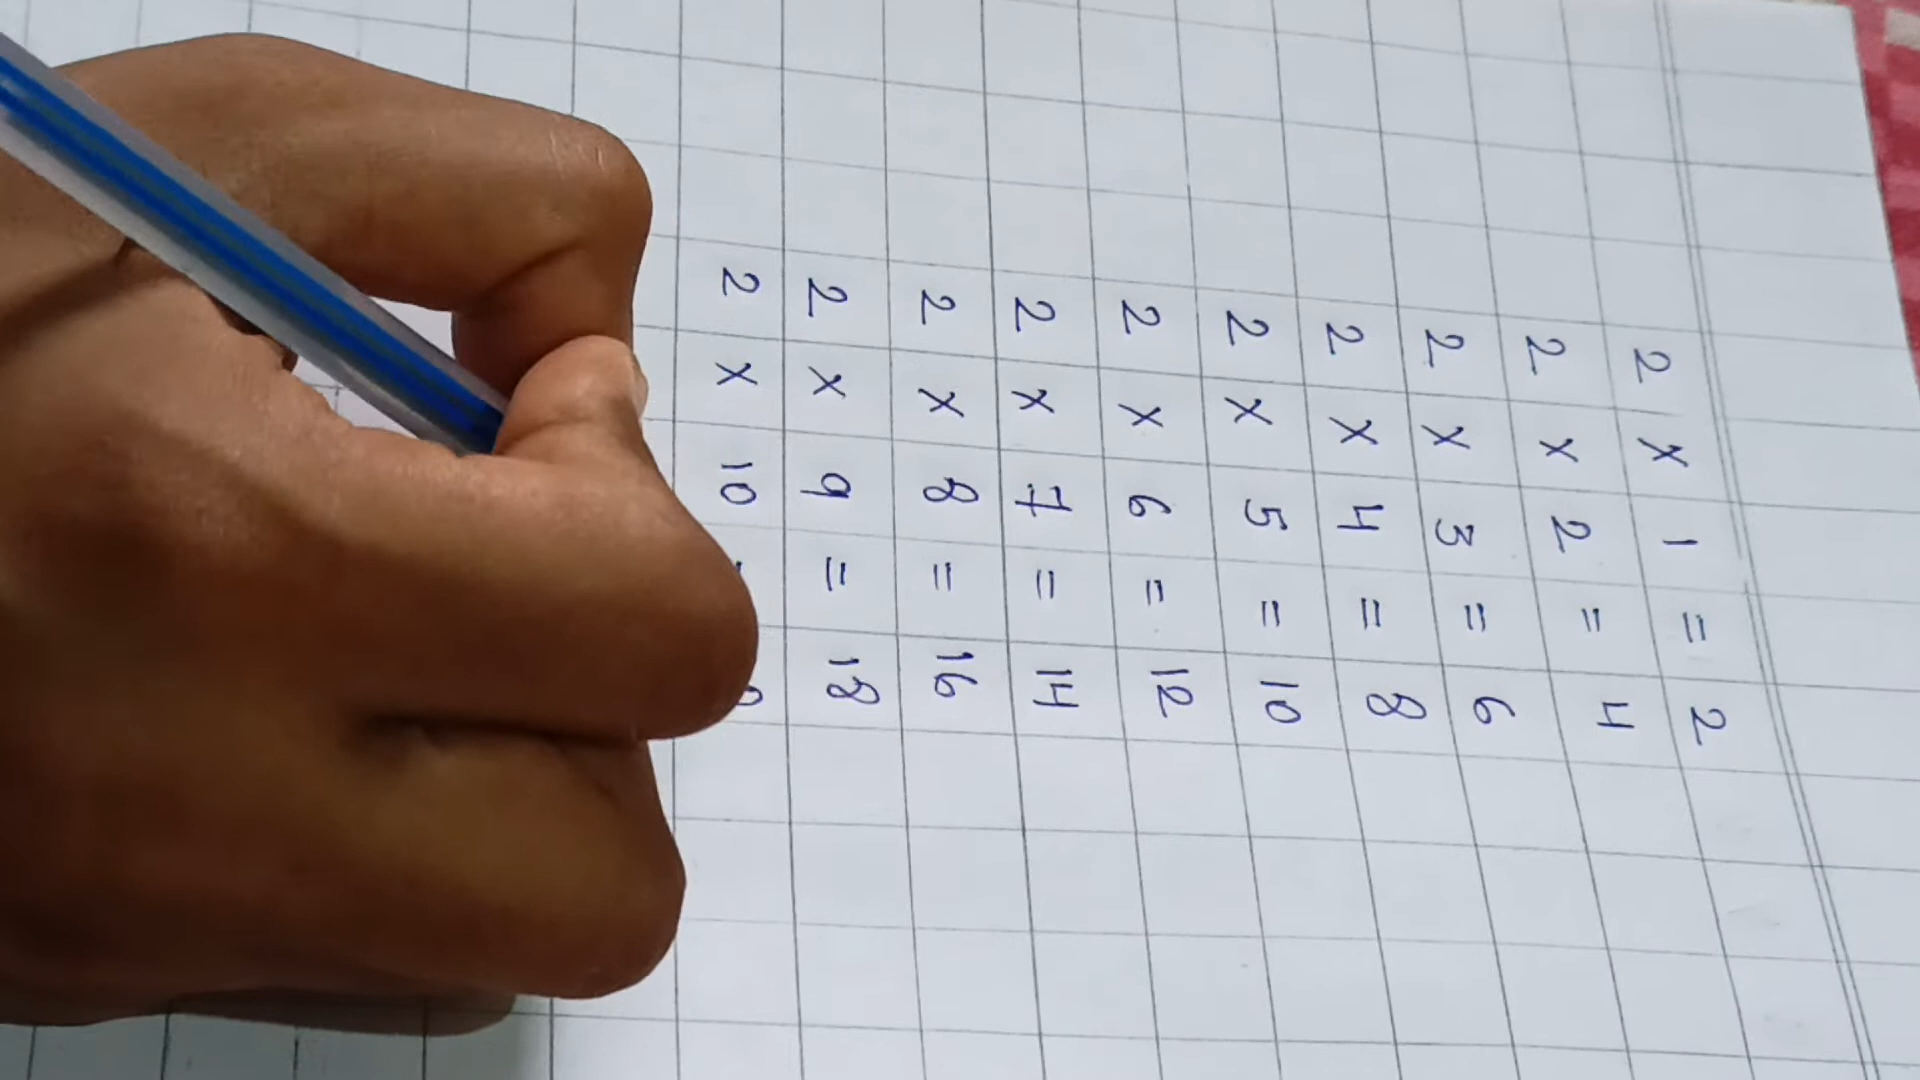 2 × 1 = 2
2 × 2 = 4
2 × 3 = 6
2 × 4 = 8
2 × 5 = 10
2 × 6 = 12
2 × 7 = 14
2 × 8 = 16
2 × 9 = 18
2 × 10